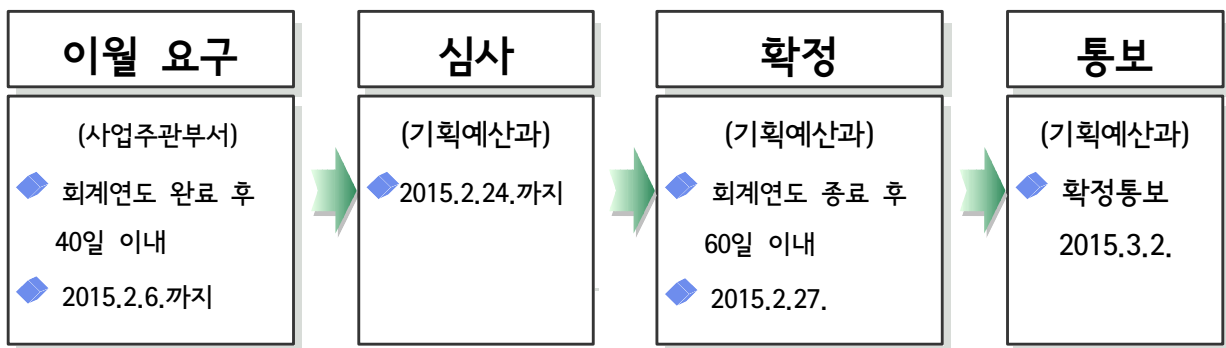 이월 요구
(사업주관부서)
회계연도 완료 후
40일 이내
2015.2.6.까지
심사
(기획예산과)
2015.2.24.까지
확정
(기획예산과)
회계연도 종료 후
60일 이내
2015.2.27.
통보
(기획예산과)
확정통보
2015.3.2.